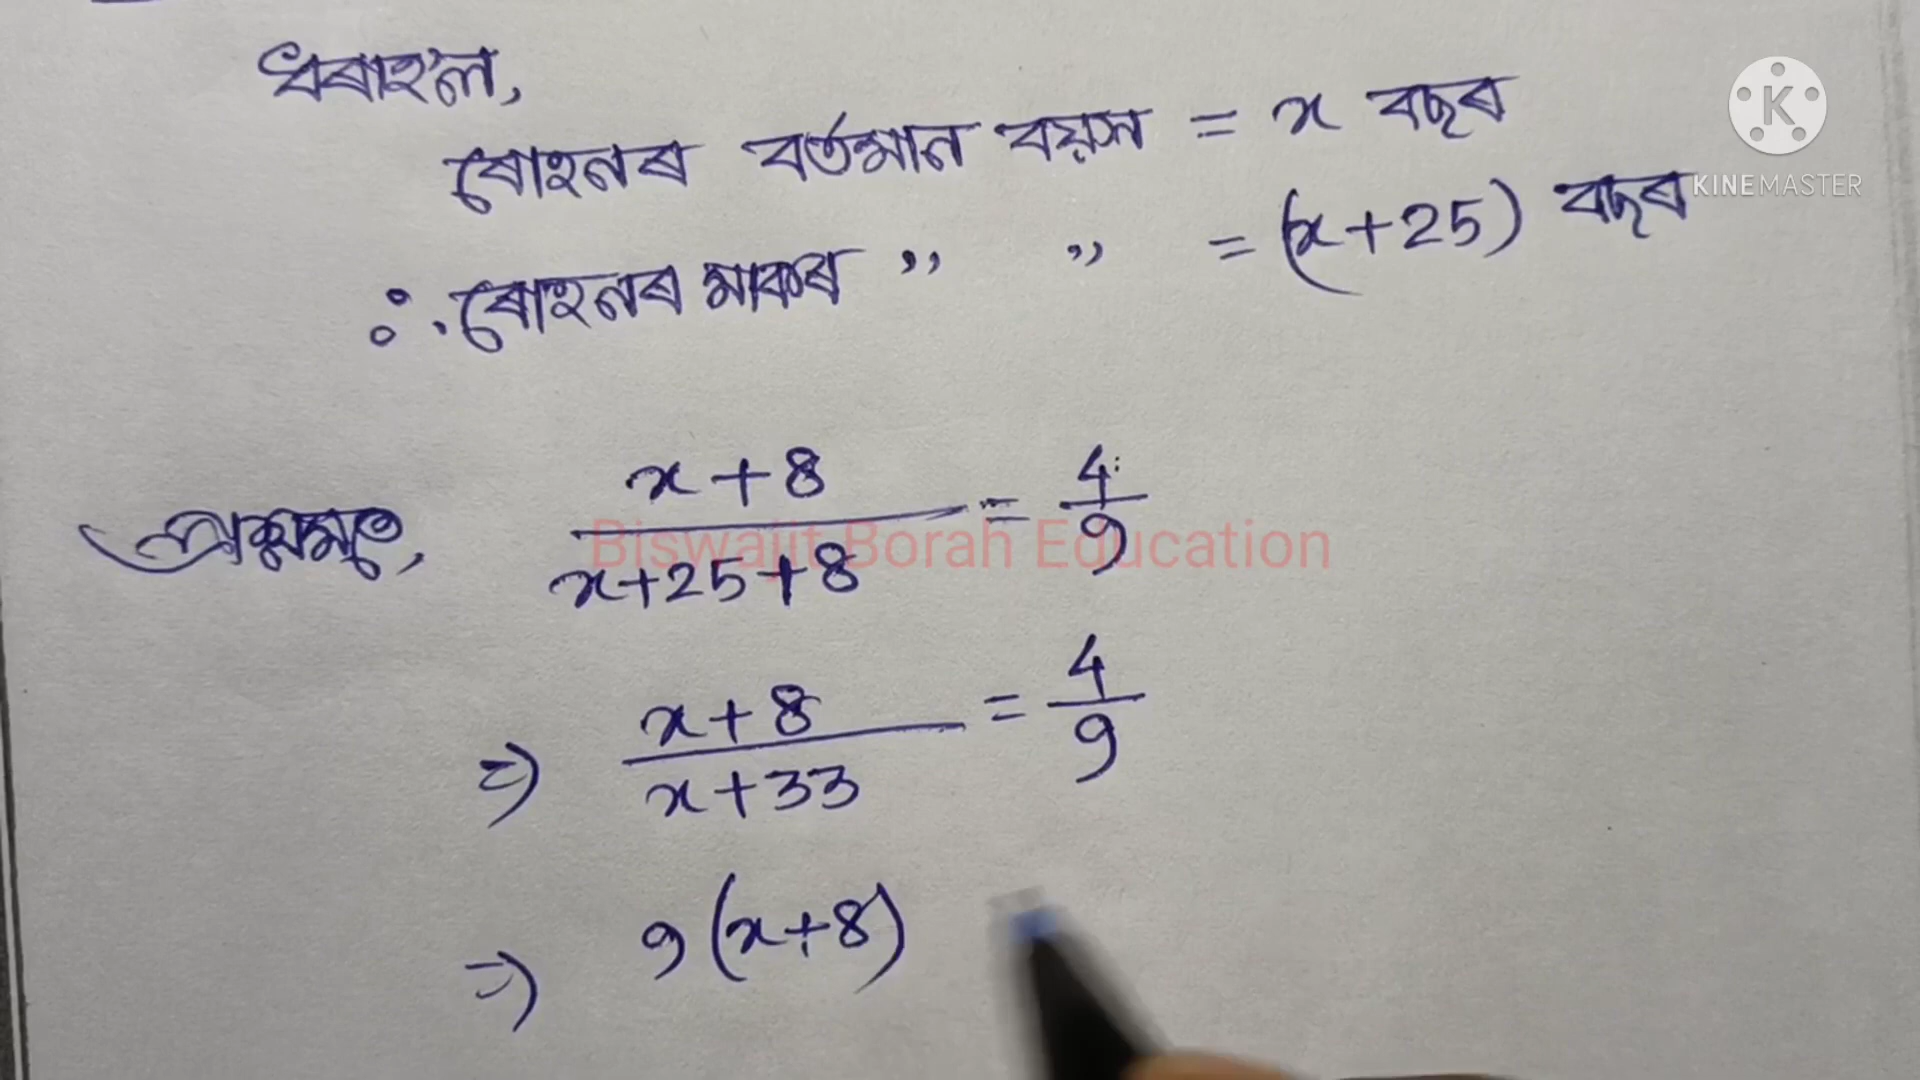 ধৰাহ'ল,
ৰোহনৰ বৰ্তমান বয়স = x বছৰ
KINEMASTER
∴ ৰোহনৰ মাকৰ " " = (x+25) বছৰ
প্ৰশ্নমতে, x+8 / x+25+8 = 4/9
Biswajit Borah Education
⇒ x+8 / x+33 = 4/9
⇒ 9(x+8)